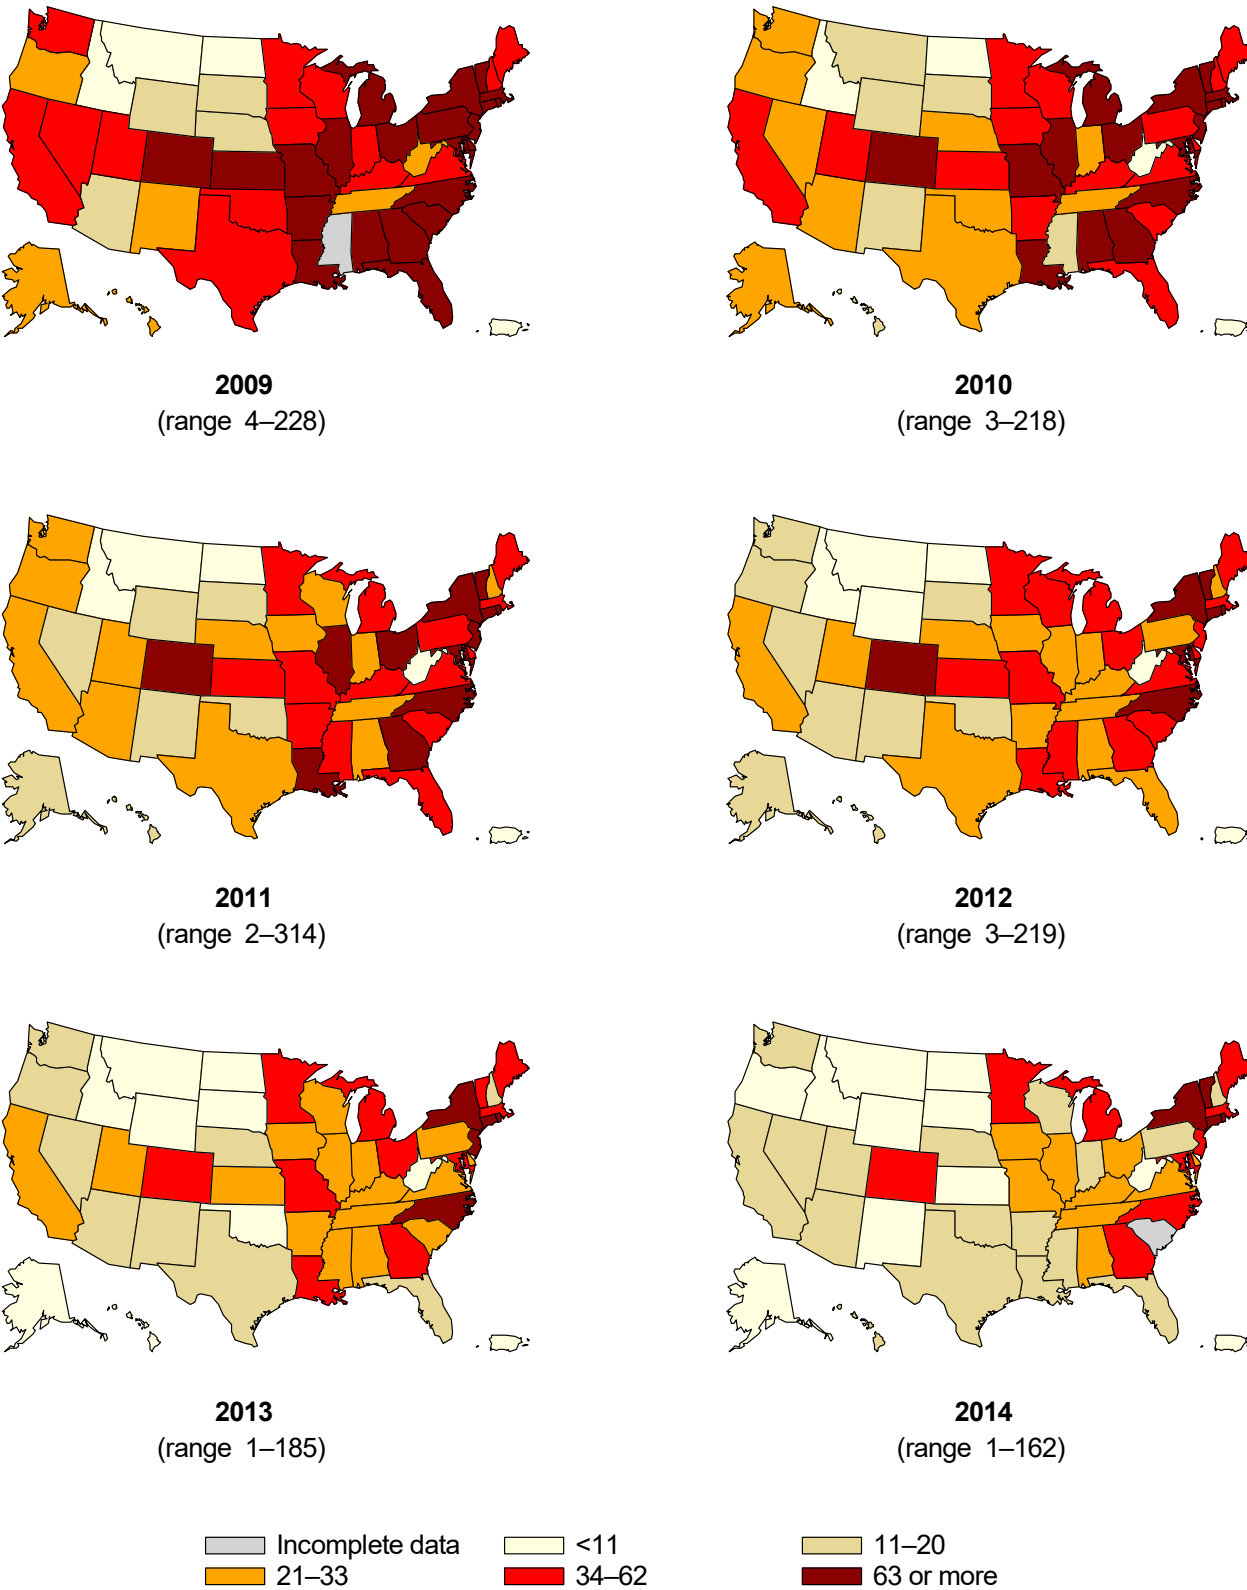 2009
(range 4–228)
2010
(range 3–218)
2011
(range 2–314)
2012
(range 3–219)
2013
(range 1–185)
2014
(range 1–162)
Incomplete data
<11
11–20
21–33
34–62
63 or more